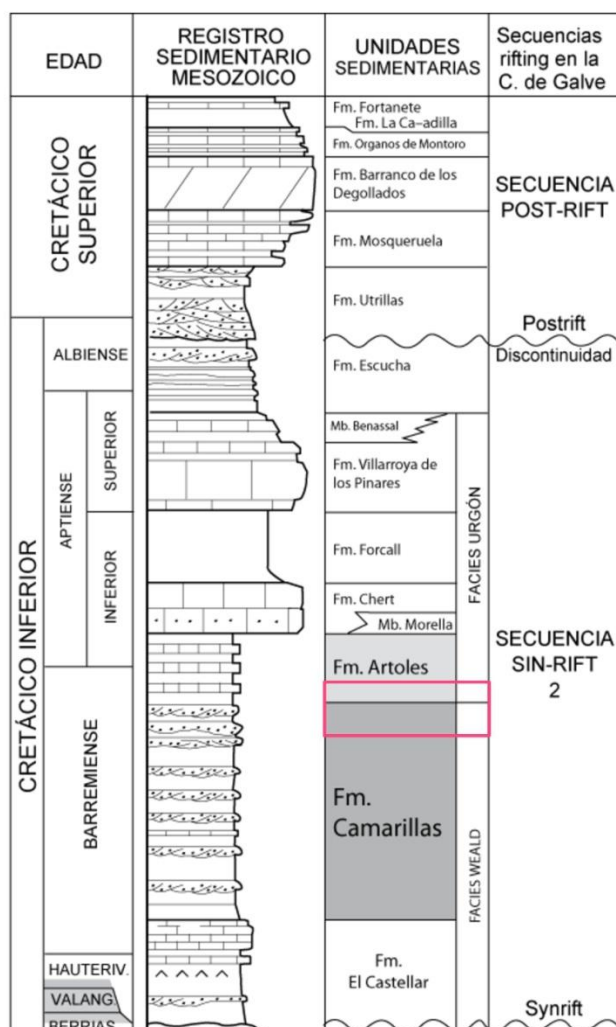 EDAD
REGISTRO
SEDIMENTARIO
MESOZOICO
UNIDADES
SEDIMENTARIAS
Secuencias
rifting en la
C. de Galve
CRETÁCICO
SUPERIOR
Fm. Fortanete
Fm. La Ca–adilla
Fm. Organos de Montoro
Fm. Barranco de los
Degollados
Fm. Mosqueruela
Fm. Utrillas
SECUENCIA
POST-RIFT
Postrift
Discontinuidad
CRETÁCICO INFERIOR
ALBIENSE
Fm. Escucha
APTIENSE
SUPERIOR
Mb. Benassal
Fm. Villarroya de
los Pinares
INFERIOR
Fm. Forcall
Fm. Chert
Mb. Morella
FACIES URGÓN
SECUENCIA
SIN-RIFT
2
BARREMIENSE
Fm. Artoles
Fm.
Camarillas
FACIES WEALD
HAUTERIV.
VALANG.
BERRIAS.
Fm.
El Castellar
Synrift